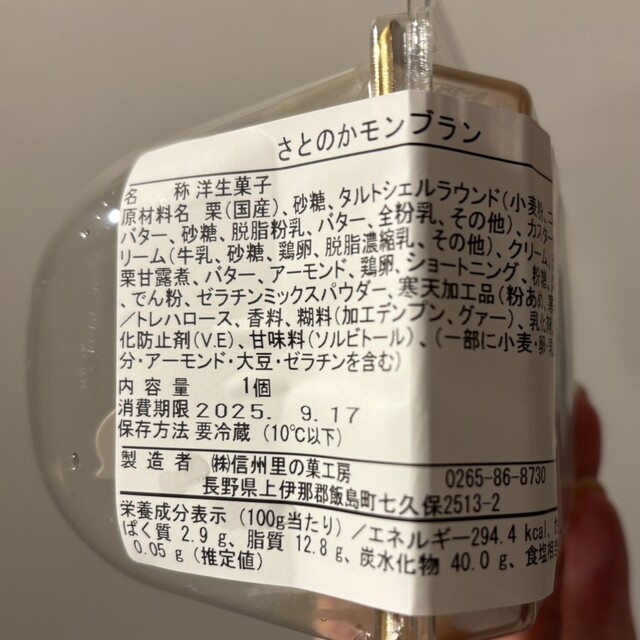 さとのかモンブラン
名　称 洋生菓子
原材料名 栗(国産)、砂糖、タルトシェルラウンド(小麦粉、コ
バター、砂糖、脱脂粉乳、バター、全粉乳、その他)、カスター
リーム(牛乳、砂糖、鶏卵、脱脂濃縮乳、その他)、クリーム、
栗甘露煮、バター、アーモンド、鶏卵、ショートニング、粉糖、
、でん粉、ゼラチンミックスパウダー、寒天加工品(粉あめ、寒
／トレハロース、香料、糊料(加工デンプン、グァー)、乳化剤
化防止剤(V.E)、甘味料(ソルビトール)、(一部に小麦・卵・乳
分・アーモンド・大豆・ゼラチンを含む)
内容量　1個
消費期限 2025. 9.17
保存方法 要冷蔵 (10℃以下)
製造者 ㈱信州里の菓工房 0265-86-8730
長野県上伊那郡飯島町七久保2513-2
栄養成分表示 (100g当たり) ／エネルギー294.4 kcal、た
ぱく質 2.9 g、脂質 12.8 g、炭水化物 40.0 g、食塩相当
0.05 g (推定値)